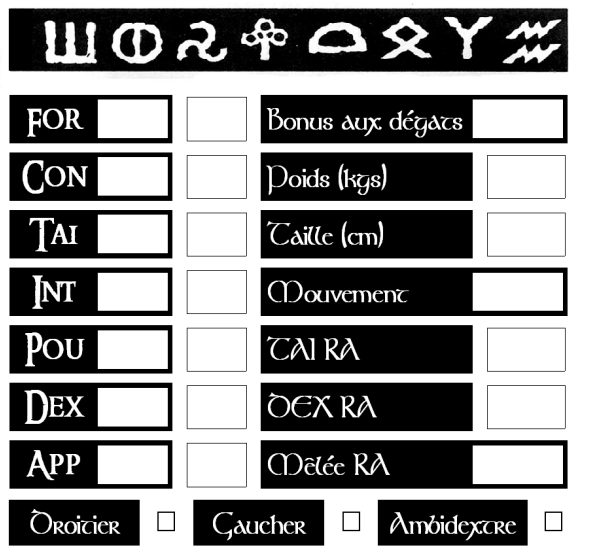 FOR Bonus aux dégats
CON Poids (kgs)
TAI Taille (cm)
INT Mouvement
POU TAI RA
DEX DEX RA
APP Mêlée RA
Droitier Gaucher Ambidextre